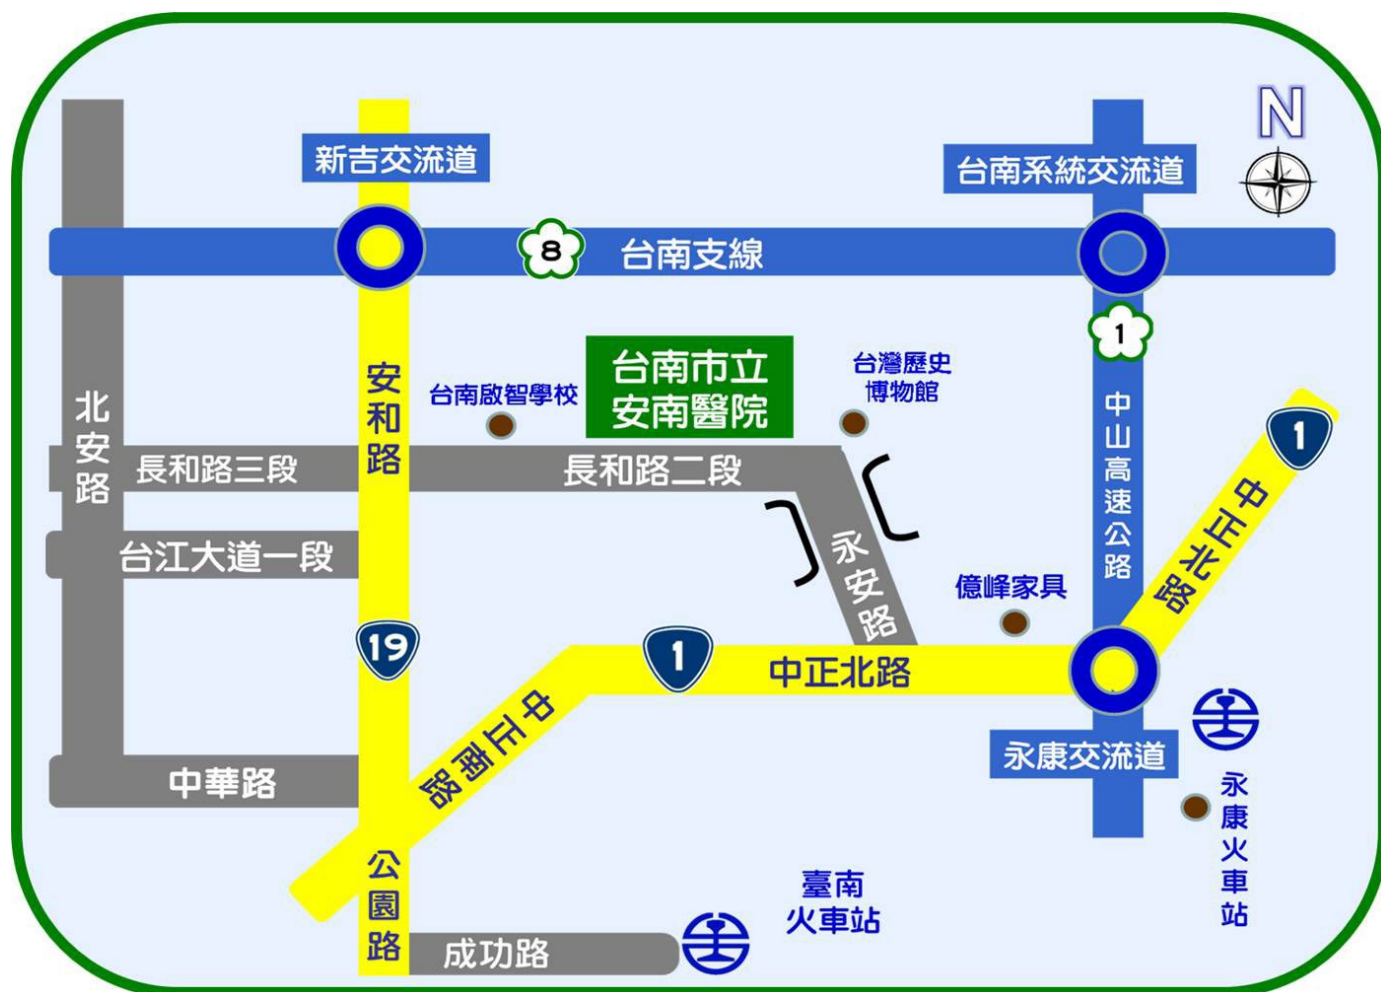 N
新吉交流道
台南系統交流道
8
台南支線
1
台南市立
安南醫院
台灣歷史
博物館
台南啟智學校
安和路
北安路
中山高速公路
1
中正北路
長和路三段
長和路二段
台江大道一段
永安路
億峰家具
19
1
中正北路
中正南路
永康交流道
中華路
永康火車站
公園路
臺南
火車站
成功路